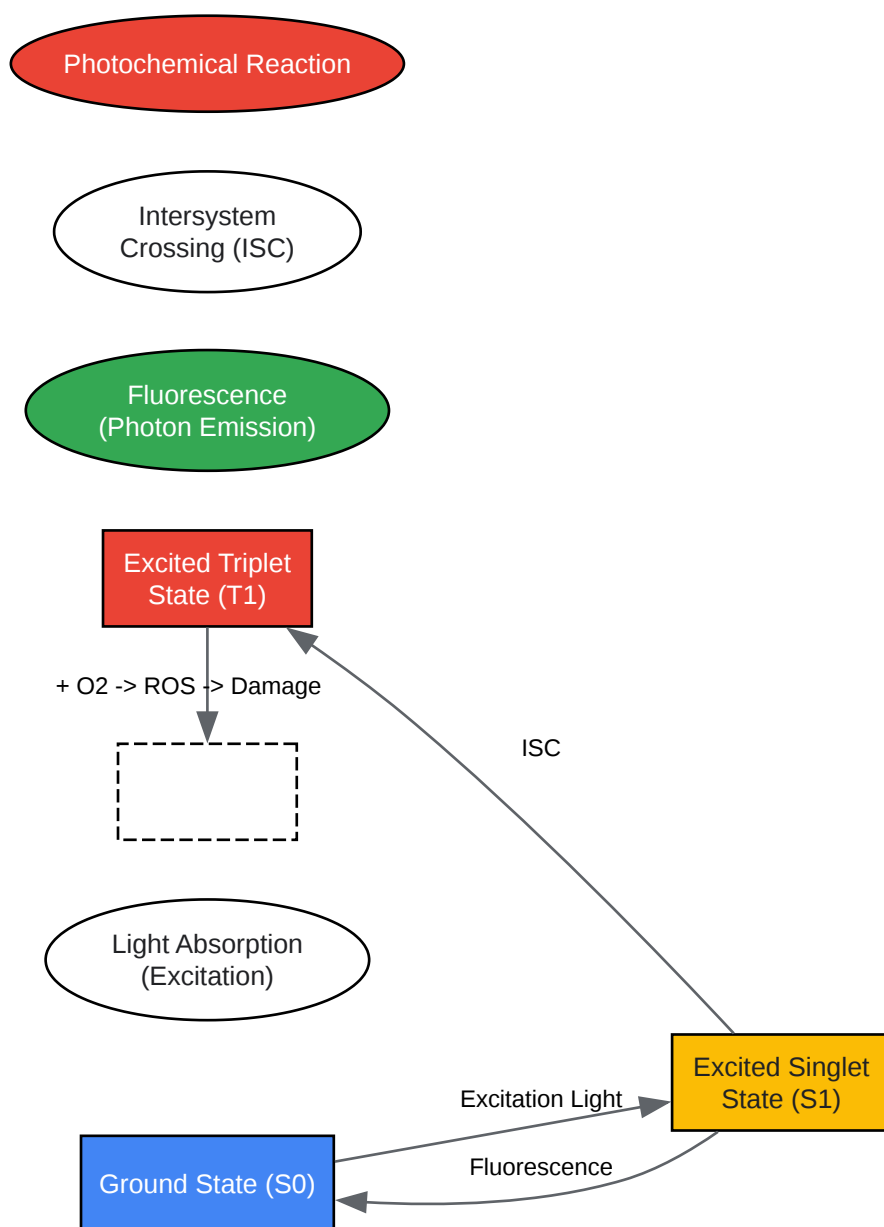 Photochemical Reaction
Intersystem
Crossing (ISC)
Fluorescence
(Photon Emission)
Excited Triplet
State (T1)
+ O2 -> ROS -> Damage
ISC
Light Absorption
(Excitation)
Excited Singlet
State (S1)
Excitation Light
Fluorescence
Ground State (S0)